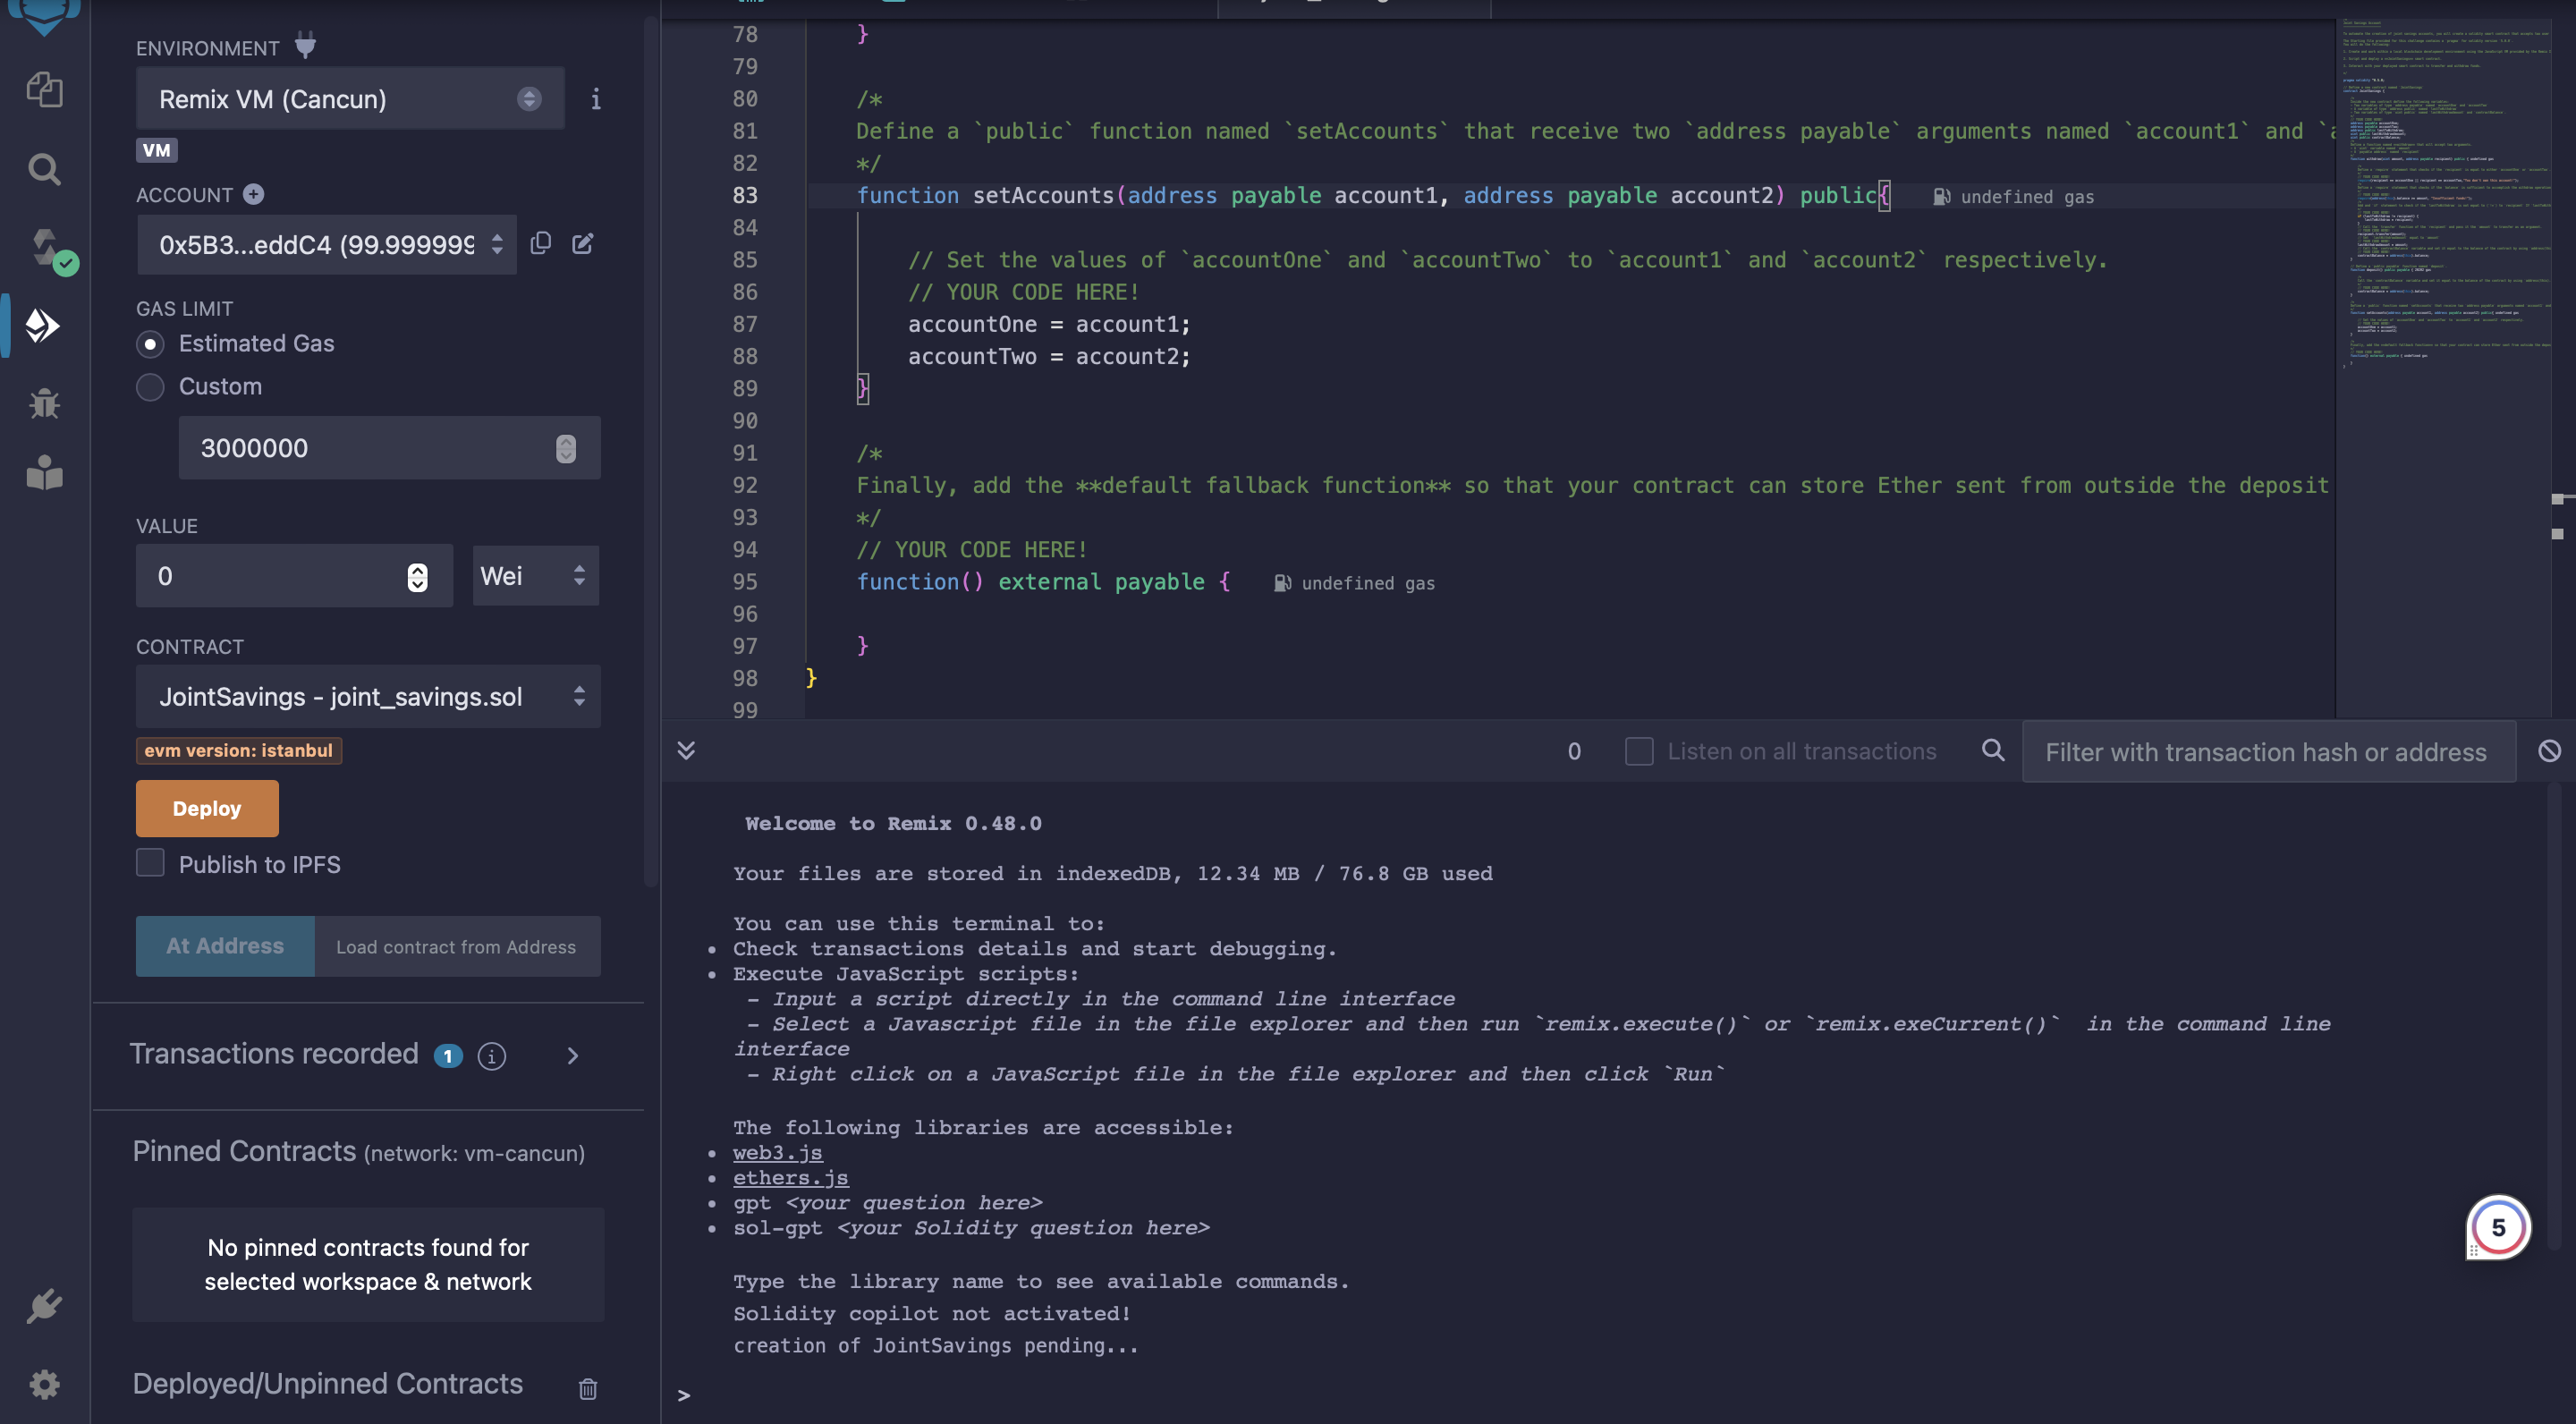 ENVIRONMENT
Remix VM (Cancun)
VM
ACCOUNT
0x5B3...eddC4 (99.999999
GAS LIMIT
Estimated Gas
Custom
3000000
VALUE
0
Wei
CONTRACT
JointSavings - joint_savings.sol
evm version: istanbul
Deploy
Publish to IPFS
At Address
Load contract from Address
Transactions recorded 1
Pinned Contracts (network: vm-cancun)
No pinned contracts found for
selected workspace & network
Deployed/Unpinned Contracts
78 }
79
80 /*
81 Define a `public` function named `setAccounts` that receive two `address payable` arguments named `account1` and `a
82 */
83 function setAccounts(address payable account1, address payable account2) public{ undefined gas
84
85 // Set the values of `accountOne` and `accountTwo` to `account1` and `account2` respectively.
86 // YOUR CODE HERE!
87 accountOne = account1;
88 accountTwo = account2;
89 }
90
91 /*
92 Finally, add the **default fallback function** so that your contract can store Ether sent from outside the deposit
93 */
94 // YOUR CODE HERE!
95 function() external payable { undefined gas
96
97 }
98 }
99
0
Listen on all transactions
Filter with transaction hash or address
Welcome to Remix 0.48.0
Your files are stored in indexedDB, 12.34 MB / 76.8 GB used
You can use this terminal to:
• Check transactions details and start debugging.
• Execute JavaScript scripts:
- Input a script directly in the command line interface
- Select a Javascript file in the file explorer and then run `remix.execute()` or `remix.exeCurrent()` in the command line
interface
- Right click on a JavaScript file in the file explorer and then click `Run`
The following libraries are accessible:
• web3.js
• ethers.js
• gpt <your question here>
• sol-gpt <your Solidity question here>
Type the library name to see available commands.
Solidity copilot not activated!
creation of JointSavings pending...
>
5